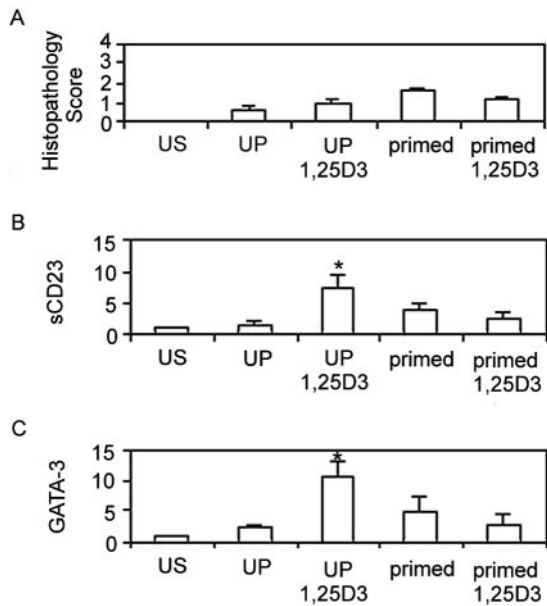 A
Histopathology
Score
4
3
2
1
0
US UP UP primed primed
1,25D3 1,25D3
B
sCD23
15
10
5
0
*
US UP UP primed primed
1,25D3 1,25D3
C
GATA-3
15
10
5
0
*
US UP UP primed primed
1,25D3 1,25D3